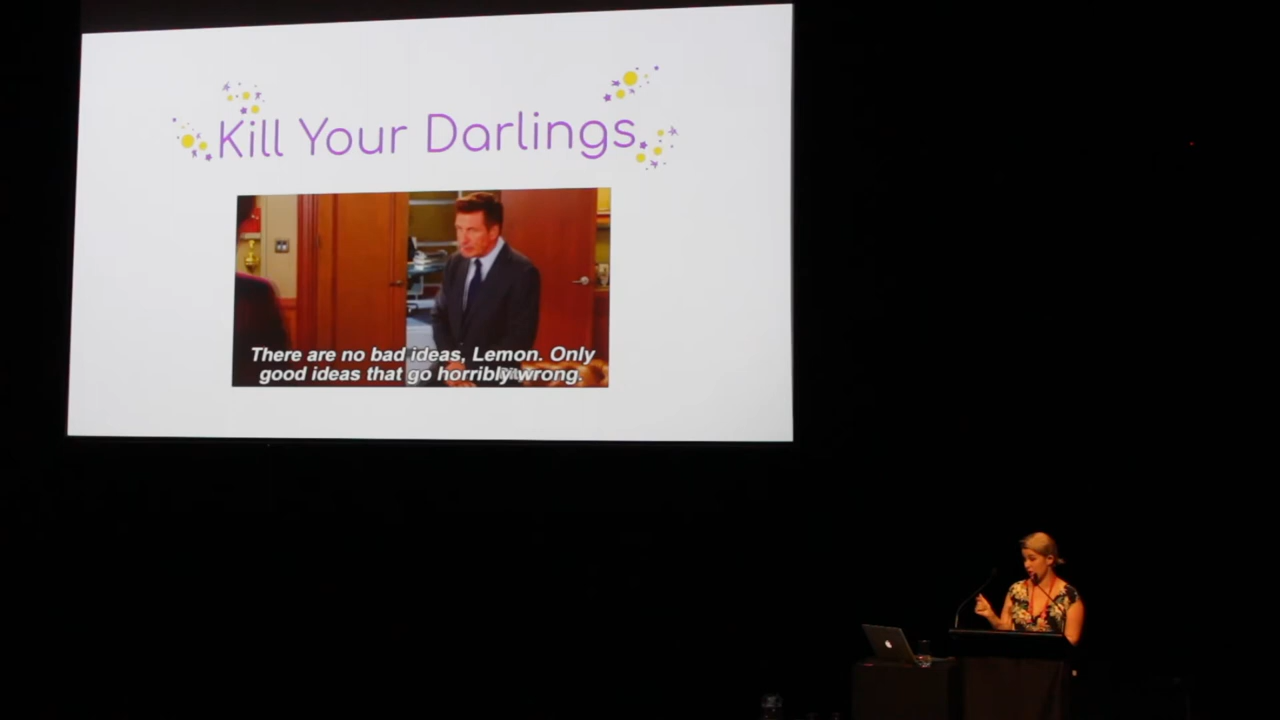 Kill Your Darlings
There are no bad ideas, Lemon. Only
good ideas that go horribly wrong.